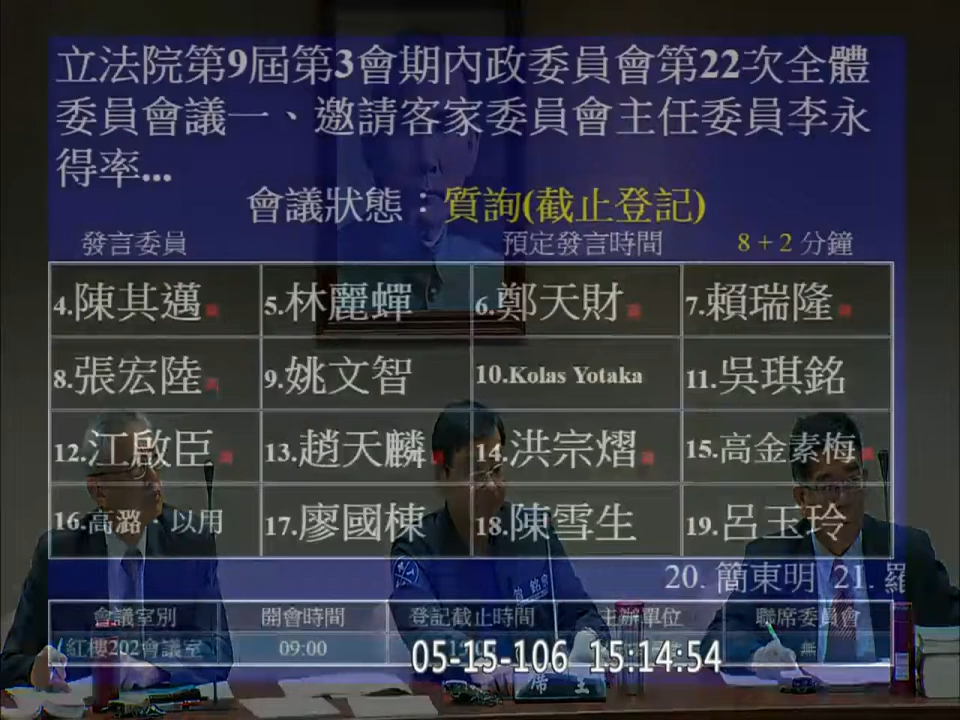 立法院第9屆第3會期內政委員會第22次全體
委員會議一、邀請客家委員會主任委員李永
得率...
會議狀態：質詢(截止登記)
發言委員 預定發言時間 8 + 2 分鐘
4.陳其邁 5.林麗蟬 6.鄭天財 7.賴瑞隆
8.張宏陸 9.姚文智 10.Kolas Yotaka 11.吳琪銘
12.江啟臣 13.趙天麟 14.洪宗熠 15.高金素梅
16.高潞．以用 17.廖國棟 18.陳雪生 19.呂玉玲
20. 簡東明 21. 羅
會議室別 開會時間 登記截止時間 主辦單位 聯席委員會
紅樓202會議室 09:00 無
05-15-106 15:14:54
席 主